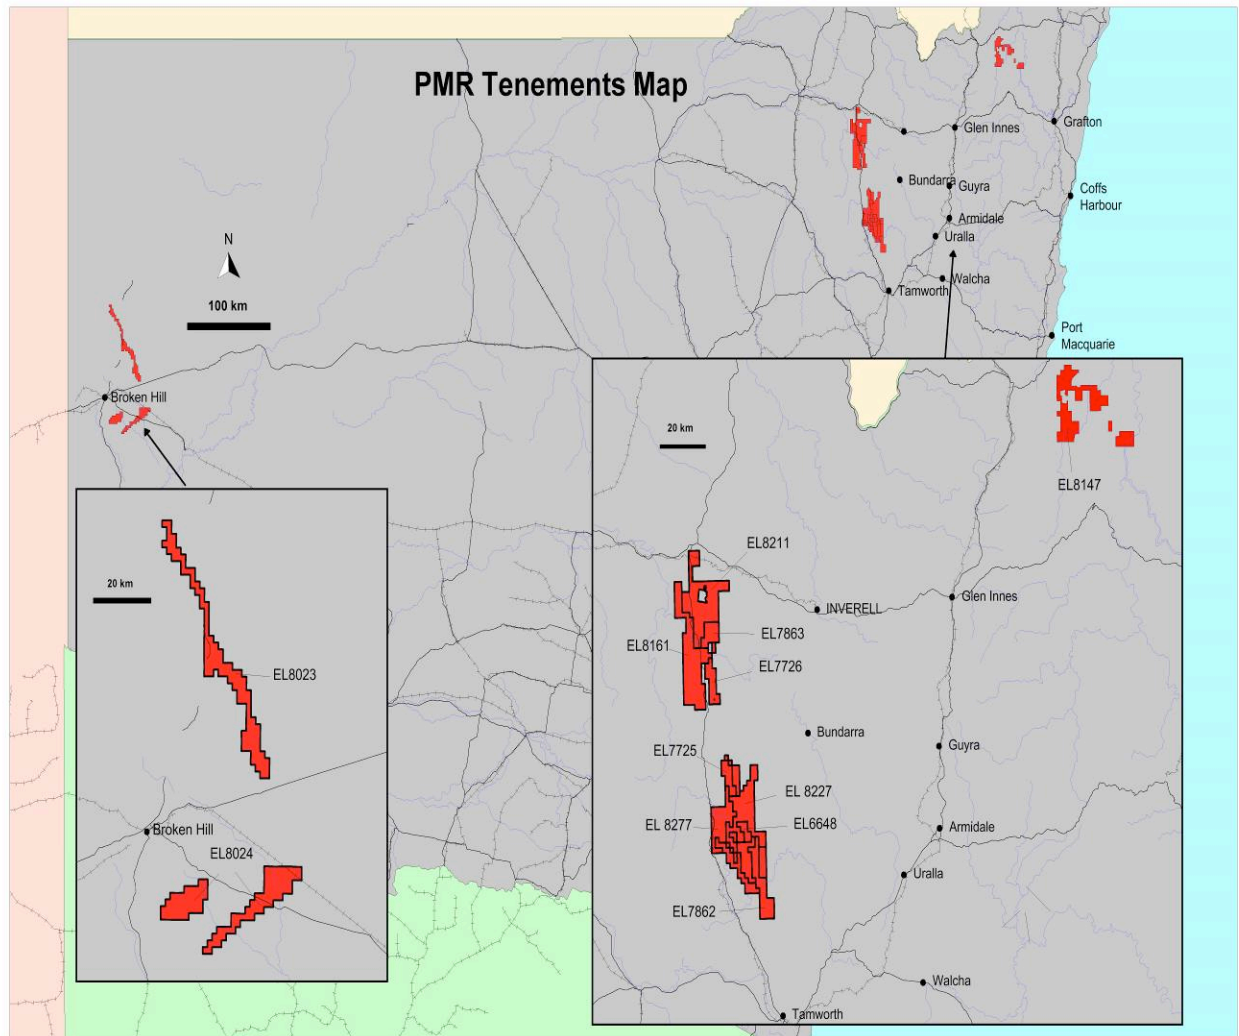 PMR Tenements Map
Glen Innes
Grafton
Bundarra
Guyra
Coffs
Harbour
Armidale
Uralla
N
Walcha
Tamworth
100 km
Port
Macquarie
Broken Hill
20 km
EL8023
Broken Hill
EL8024
20 km
EL8147
EL8211
Glen Innes
INVERELL
EL7863
EL8161
EL7726
Bundarra
Guyra
EL7725
EL 8227
EL 8277
EL6648
Armidale
Uralla
EL7862
Walcha
Tamworth